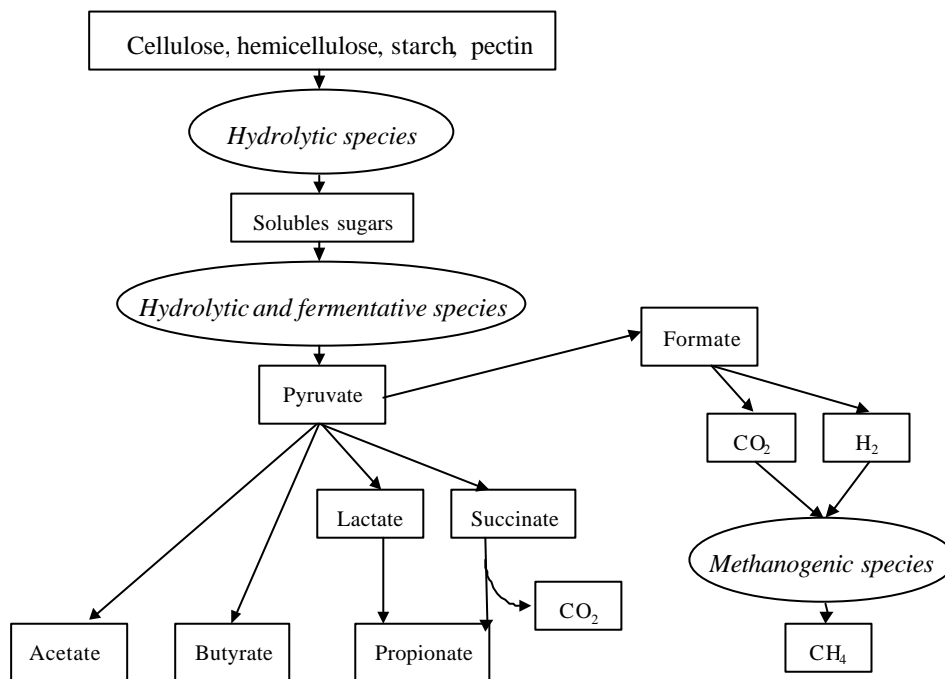 Cellulose, hemicellulose, starch, pectin
Hydrolytic species
Solubles sugars
Hydrolytic and fermentative species
Formate
Pyruvate
CO₂
H₂
Lactate
Succinate
Methanogenic species
CO₂
Acetate
Butyrate
Propionate
CH₄